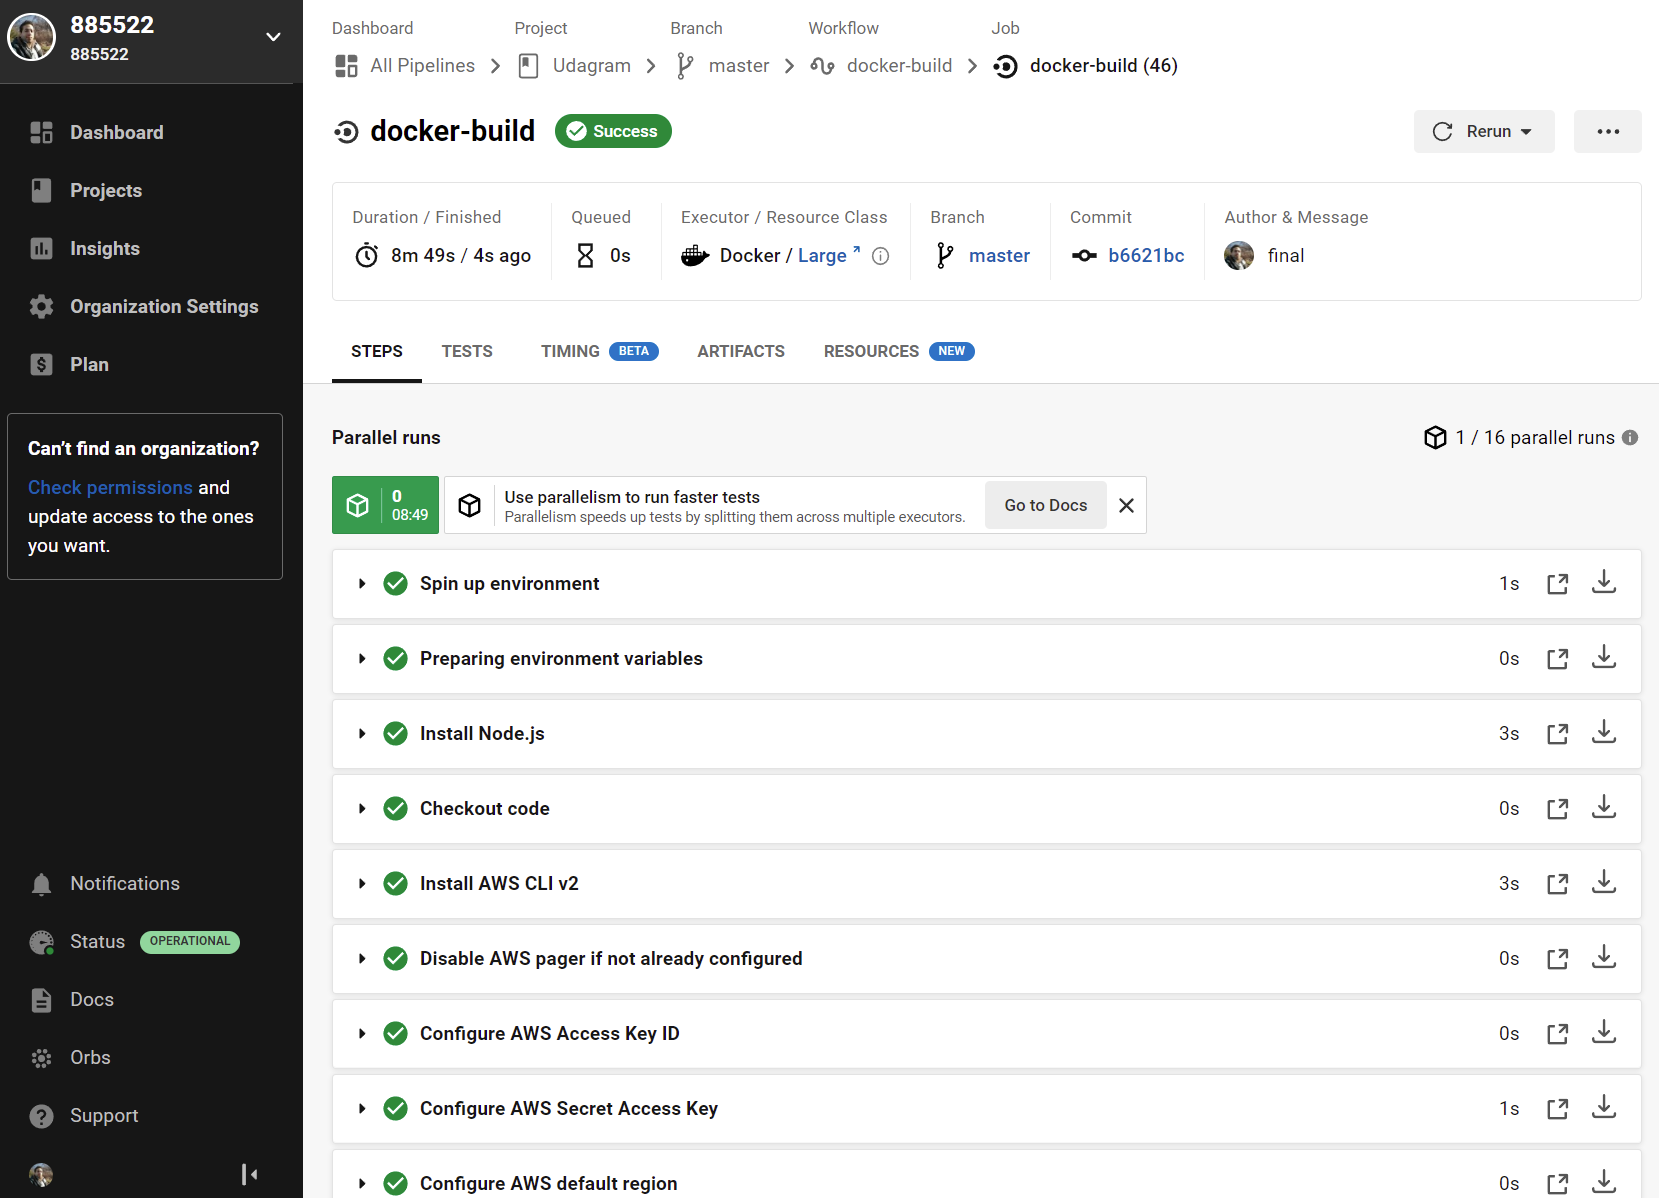 885522
885522
Dashboard
Projects
Insights
Organization Settings
Plan
Can't find an organization?
Check permissions and
update access to the ones
you want.
Notifications
Status OPERATIONAL
Docs
Orbs
Support
Dashboard Project Branch Workflow Job
All Pipelines Udagram master docker-build docker-build (46)
docker-build Success
Rerun
Duration / Finished Queued Executor / Resource Class Branch Commit Author & Message
8m 49s / 4s ago 0s Docker / Large master b6621bc final
STEPS TESTS TIMING BETA ARTIFACTS RESOURCES NEW
Parallel runs 1 / 16 parallel runs
0
08:49
Use parallelism to run faster tests
Parallelism speeds up tests by splitting them across multiple executors.
Go to Docs
Spin up environment 1s
Preparing environment variables 0s
Install Node.js 3s
Checkout code 0s
Install AWS CLI v2 3s
Disable AWS pager if not already configured 0s
Configure AWS Access Key ID 0s
Configure AWS Secret Access Key 1s
Configure AWS default region 0s